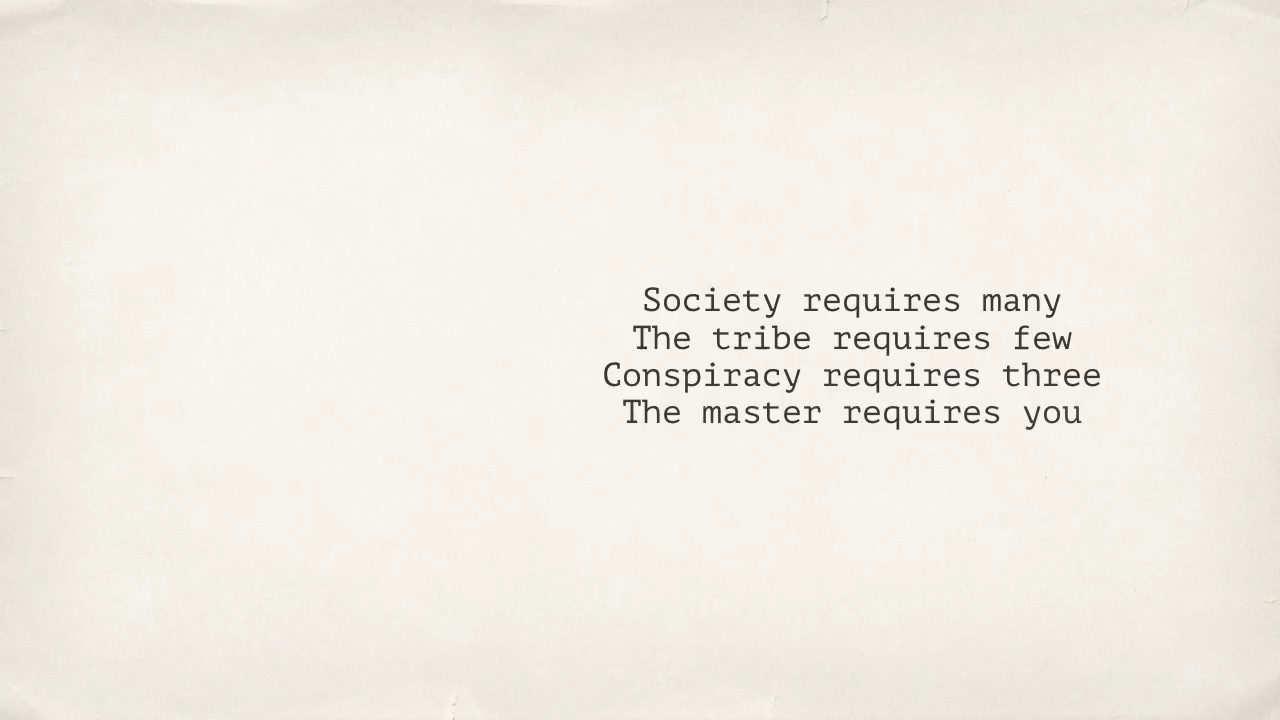 Society requires many
The tribe requires few
Conspiracy requires three
The master requires you